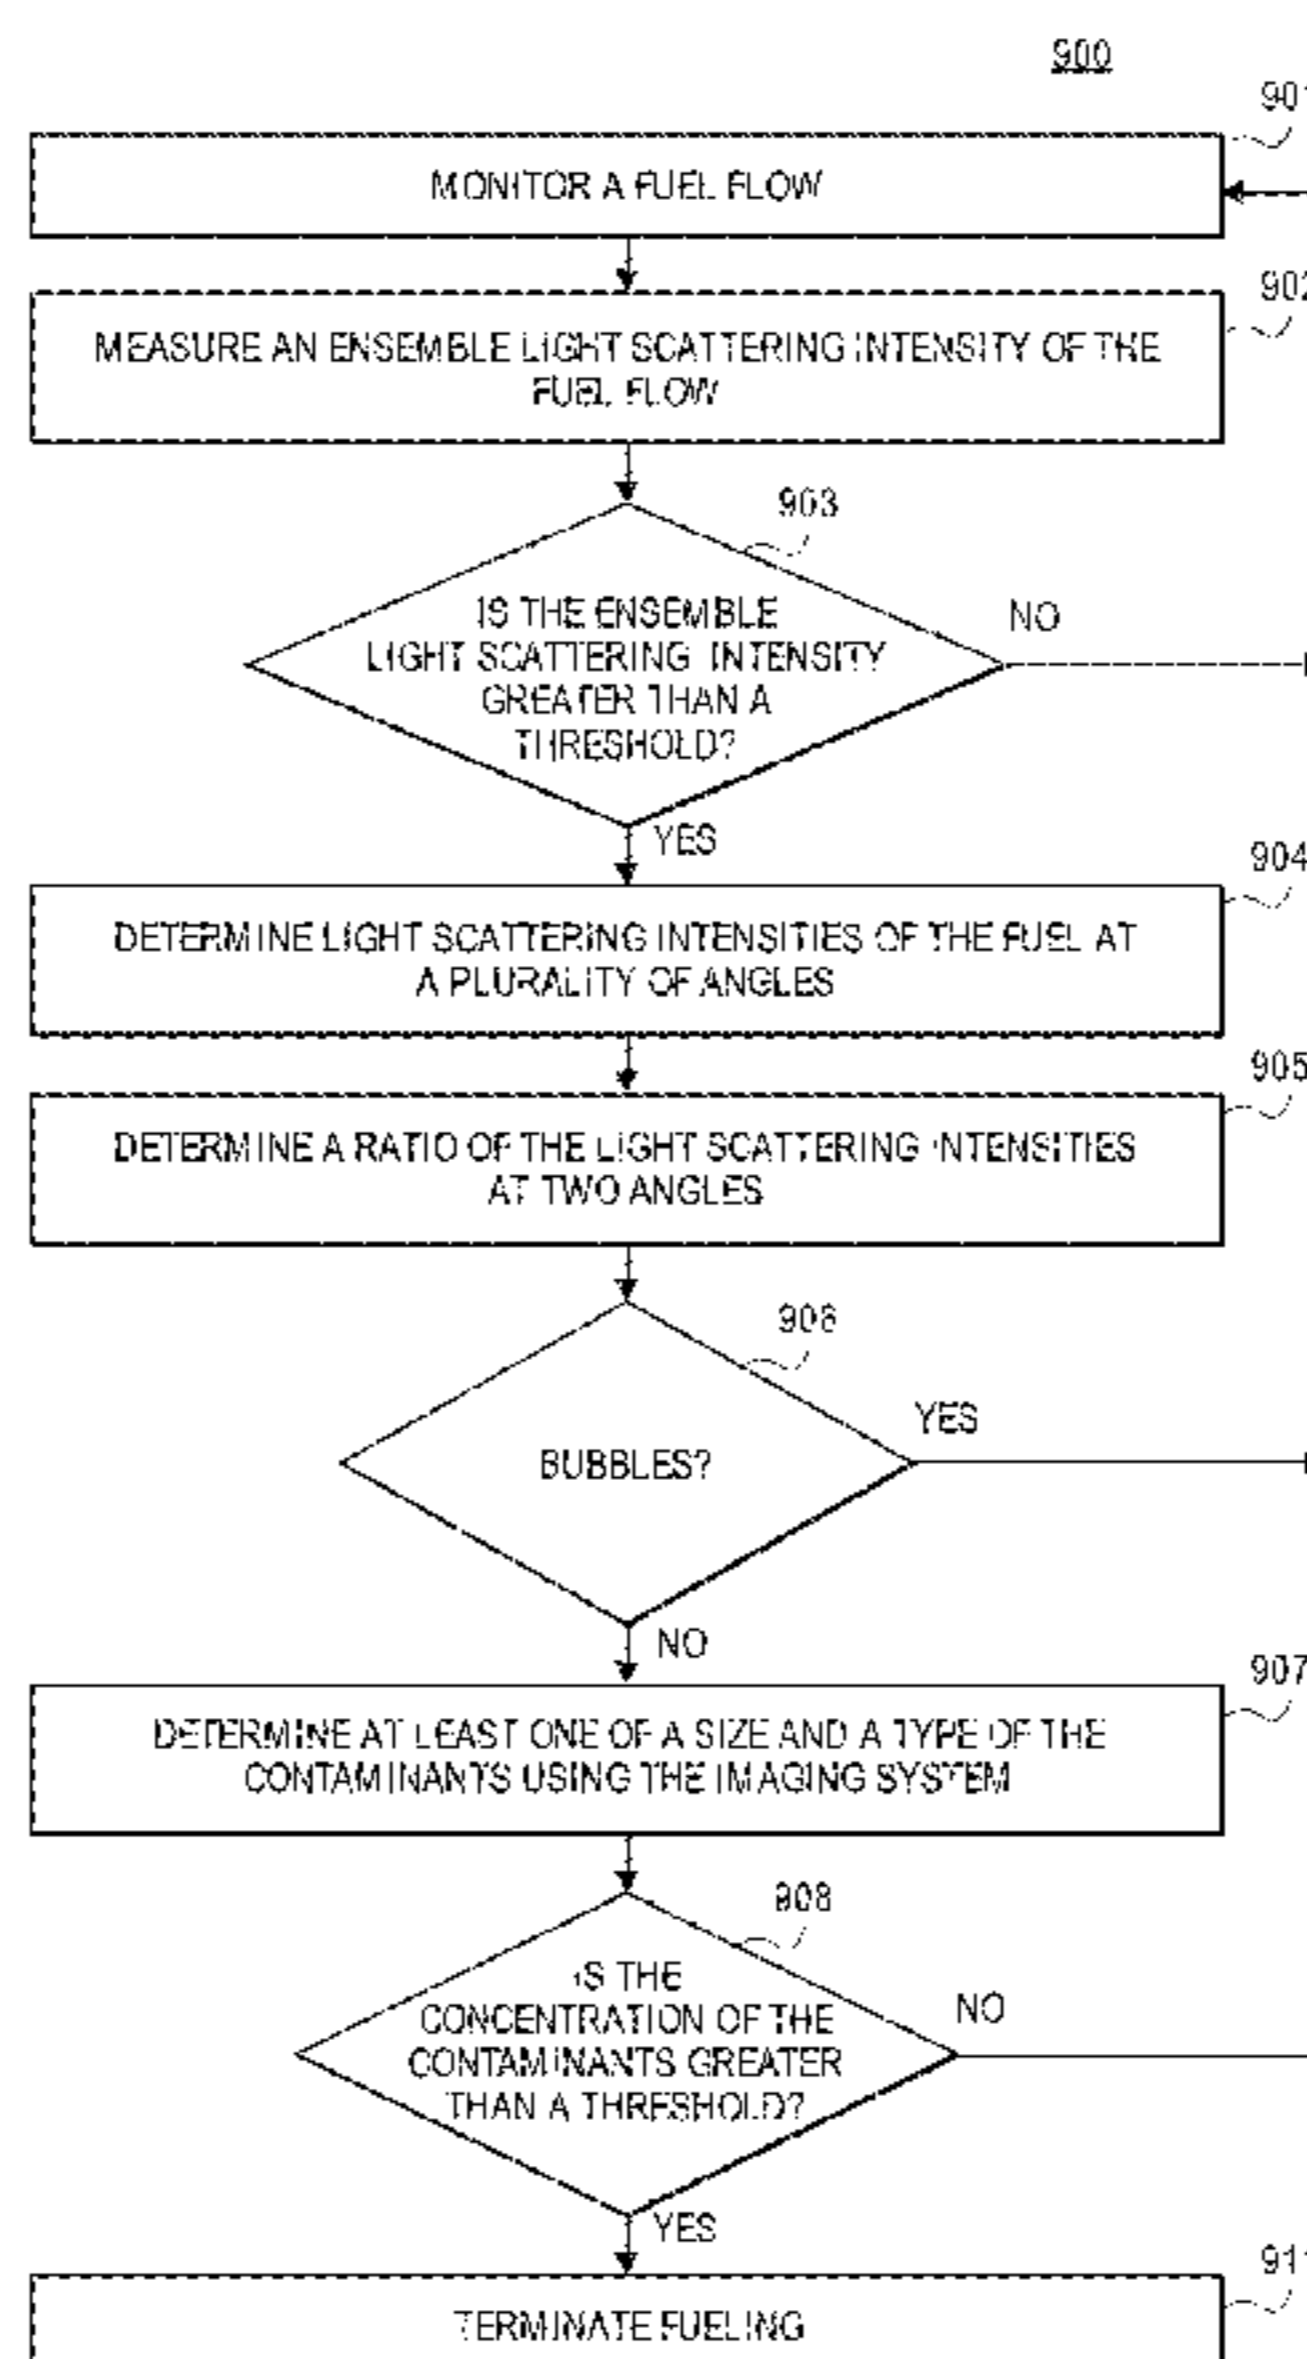 900
901
MONITOR A FUEL FLOW
902
MEASURE AN ENSEMBLE LIGHT SCATTERING INTENSITY OF THE
FUEL FLOW
903
IS THE ENSEMBLE
LIGHT SCATTERING INTENSITY
GREATER THAN A
THRESHOLD?
NO
YES
904
DETERMINE LIGHT SCATTERING INTENSITIES OF THE FUEL AT
A PLURALITY OF ANGLES
905
DETERMINE A RATIO OF THE LIGHT SCATTERING INTENSITIES
AT TWO ANGLES
906
BUBBLES?
YES
NO
907
DETERMINE AT LEAST ONE OF A SIZE AND A TYPE OF THE
CONTAMINANTS USING THE IMAGING SYSTEM
908
IS THE
CONCENTRATION OF THE
CONTAMINANTS GREATER
THAN A THRESHOLD?
NO
YES
911
TERMINATE FUELING